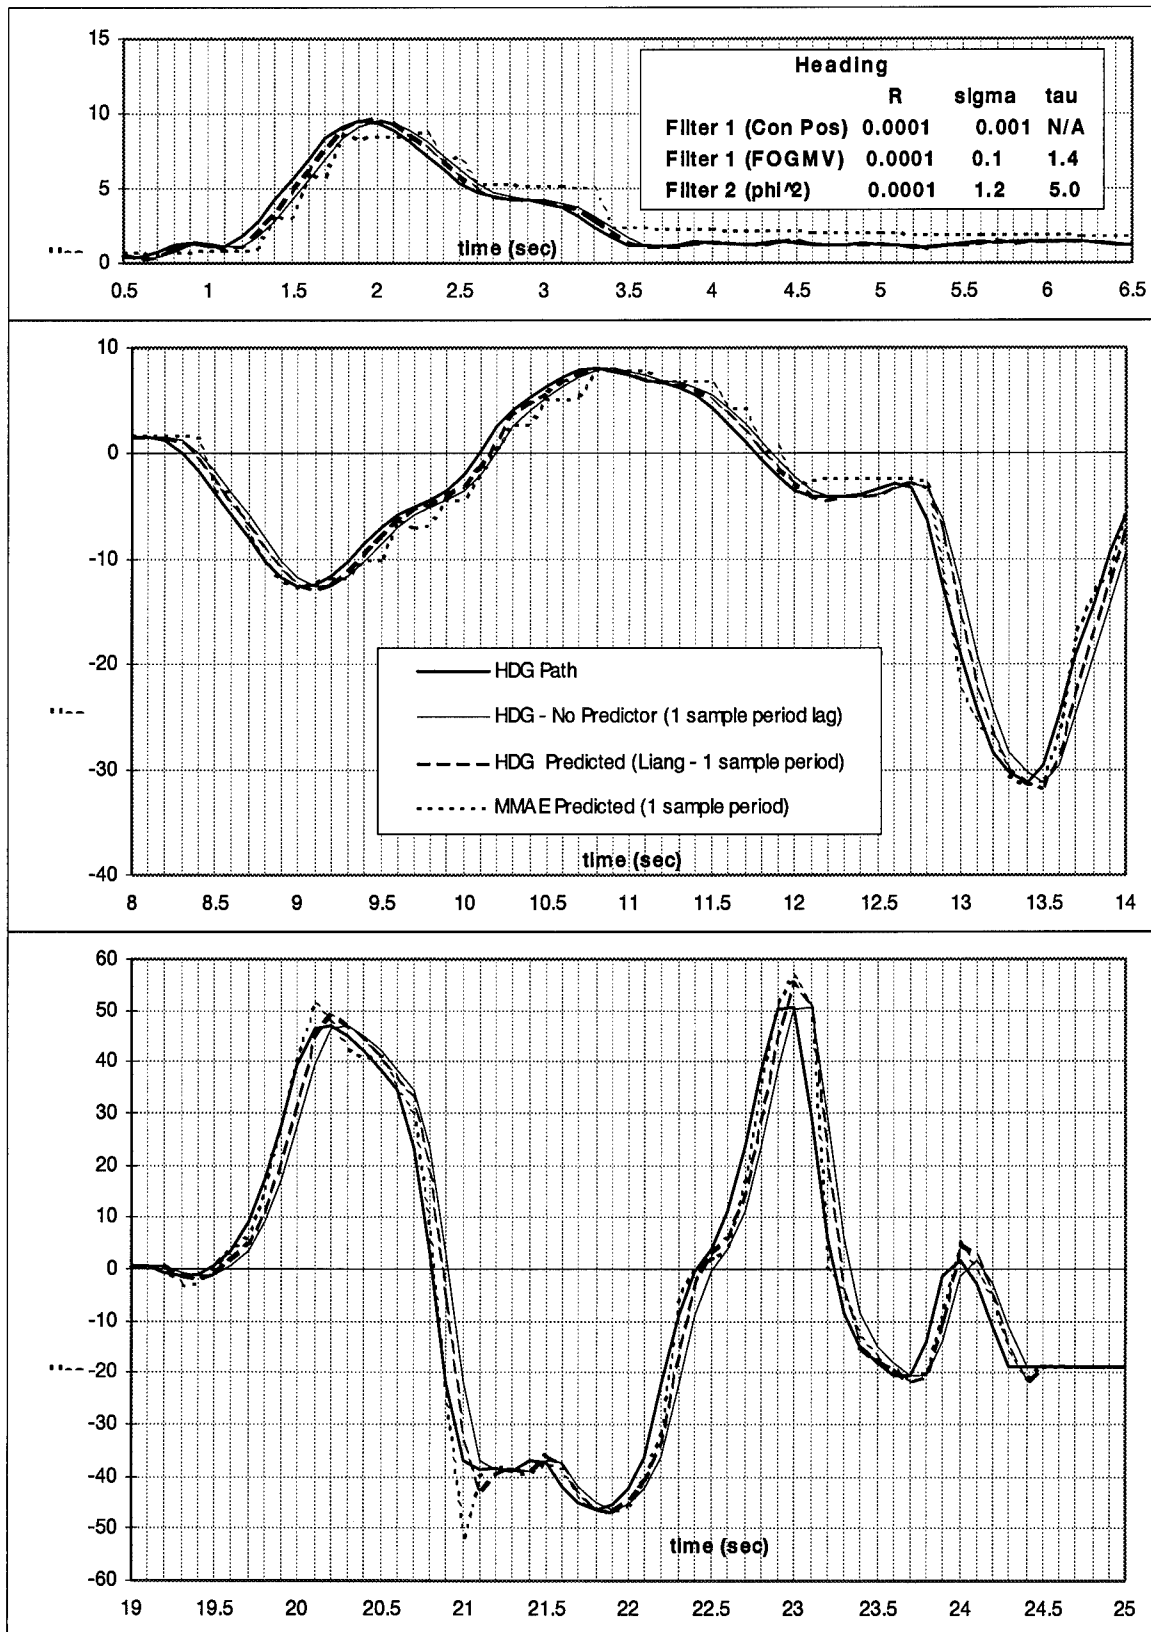 15
10
5
0
Heading
R sigma tau
Filter 1 (Con Pos) 0.0001 0.001 N/A
Filter 1 (FOGMV) 0.0001 0.1 1.4
Filter 2 (phi^2) 0.0001 1.2 5.0
time (sec)
0.5 1 1.5 2 2.5 3 3.5 4 4.5 5 5.5 6 6.5
10
0
-10
-20
-30
-40
HDG Path
HDG - No Predictor (1 sample period lag)
HDG Predicted (Liang - 1 sample period)
MMAE Predicted (1 sample period)
time (sec)
8 8.5 9 9.5 10 10.5 11 11.5 12 12.5 13 13.5 14
60
50
40
30
20
10
0
-10
-20
-30
-40
-50
-60
time (sec)
19 19.5 20 20.5 21 21.5 22 22.5 23 23.5 24 24.5 25